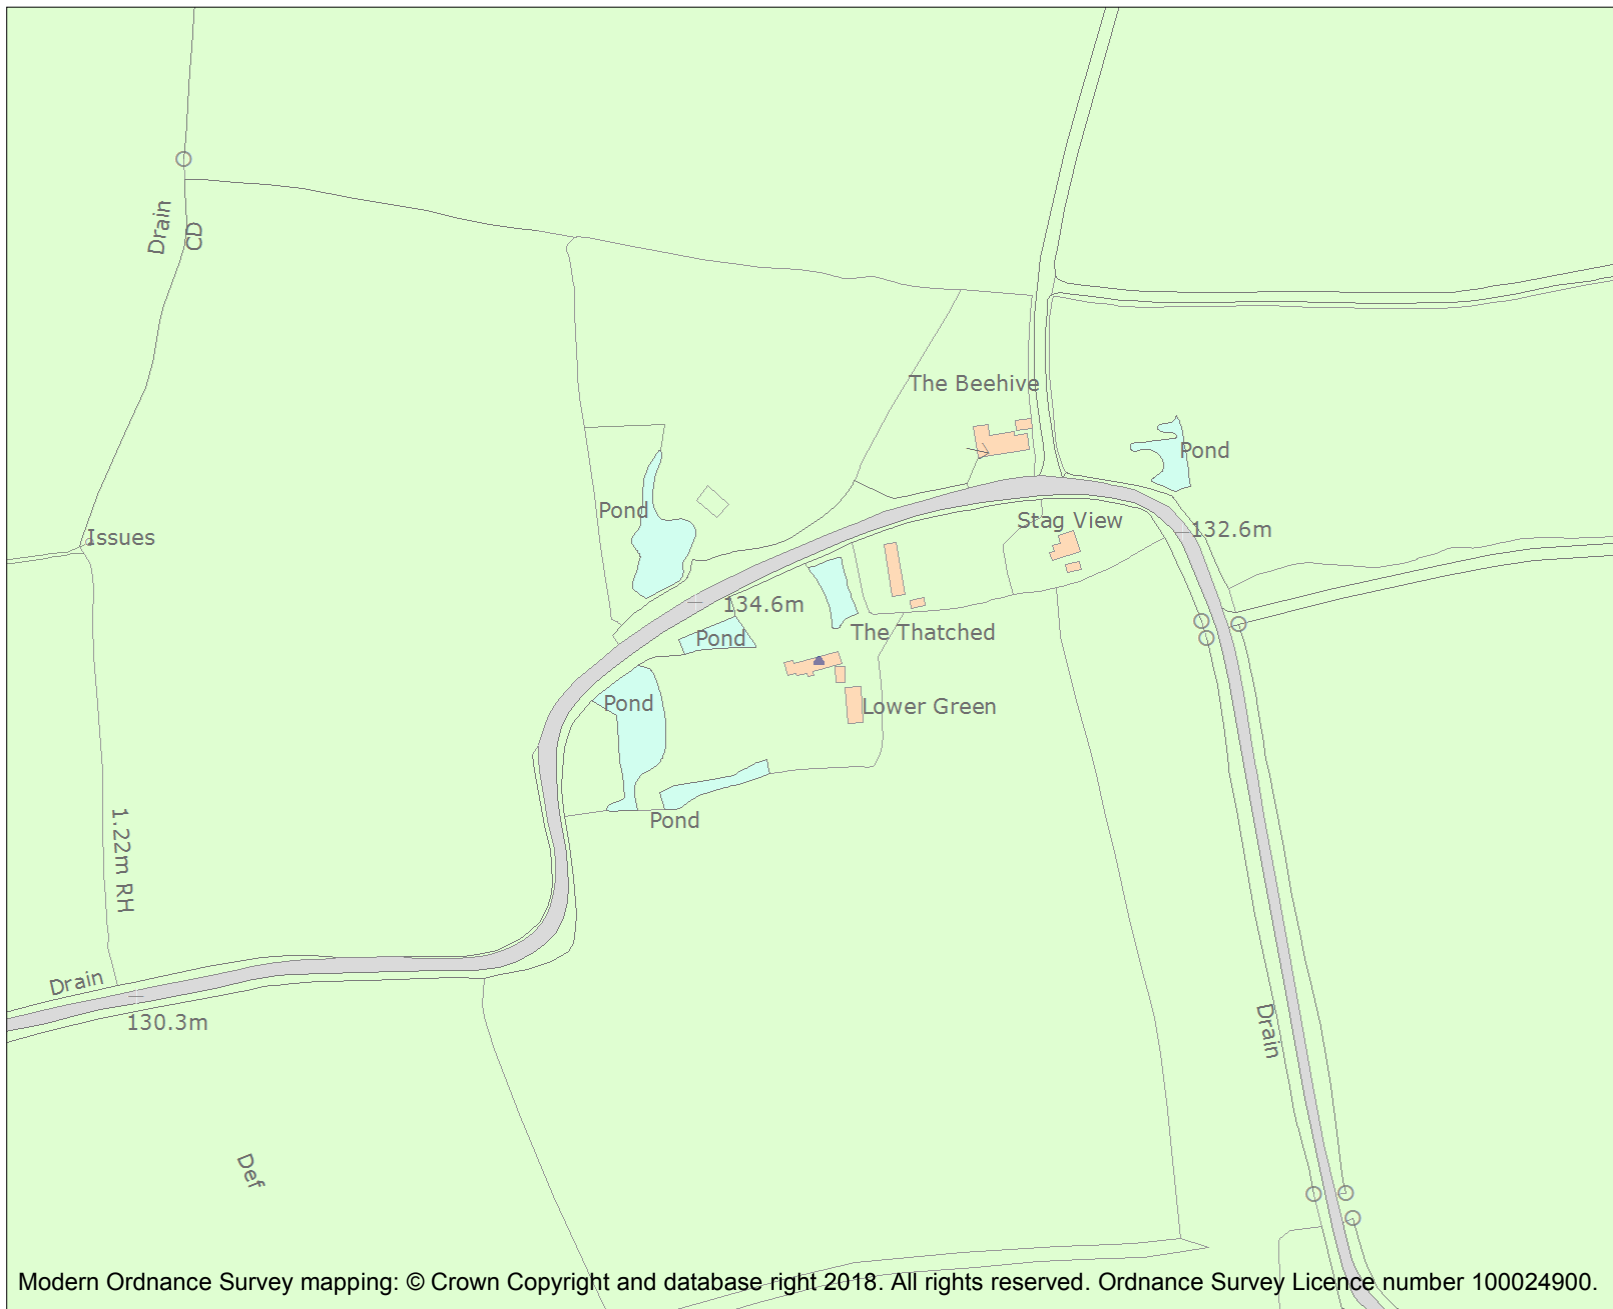 Drain
CD
The Beehive
Pond
Pond
Stag View
132.6m
Issues
134.6m
The Thatched
Pond
Pond
Lower Green
Pond
1.22m RH
Drain
130.3m
Drain
Def
Modern Ordnance Survey mapping: © Crown Copyright and database right 2018. All rights reserved. Ordnance Survey Licence number 100024900.